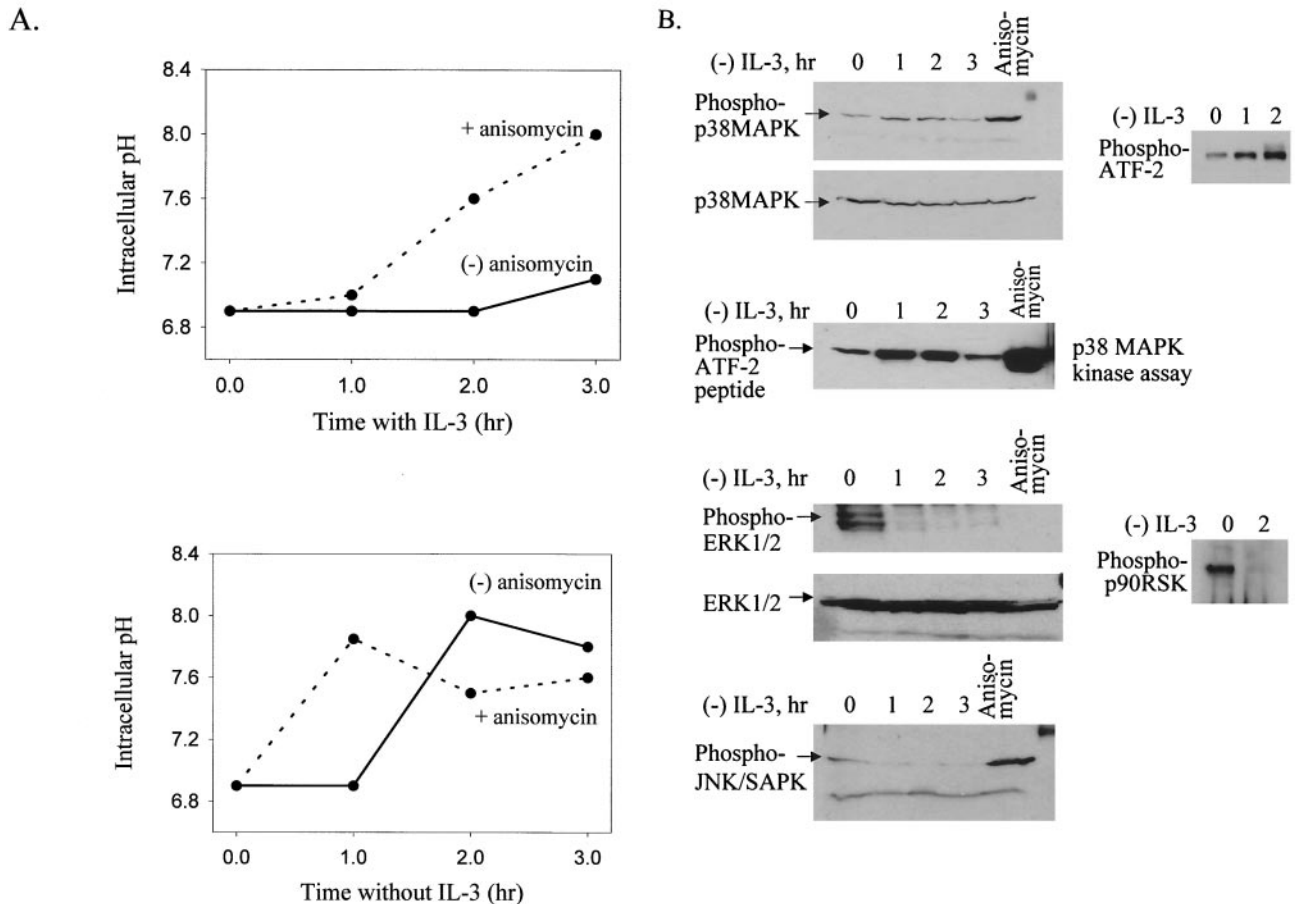 A.
8.4
8.0
7.6
7.2
6.8
Intracellular pH
+ anisomycin
(-) anisomycin
0.0 1.0 2.0 3.0
Time with IL-3 (hr)
8.4
8.0
7.6
7.2
6.8
Intracellular pH
(-) anisomycin
+ anisomycin
0.0 1.0 2.0 3.0
Time without IL-3 (hr)
B.
(-) IL-3, hr 0 1 2 3
Aniso-
mycin
Phospho-
p38MAPK
p38MAPK
(-) IL-3 0 1 2
Phospho-
ATF-2
(-) IL-3, hr 0 1 2 3
Aniso-
mycin
Phospho-
ATF-2
peptide
p38 MAPK
kinase assay
(-) IL-3, hr 0 1 2 3
Aniso-
mycin
Phospho-
ERK1/2
ERK1/2
(-) IL-3 0 2
Phospho-
p90RSK
(-) IL-3, hr 0 1 2 3
Aniso-
mycin
Phospho-
JNK/SAPK